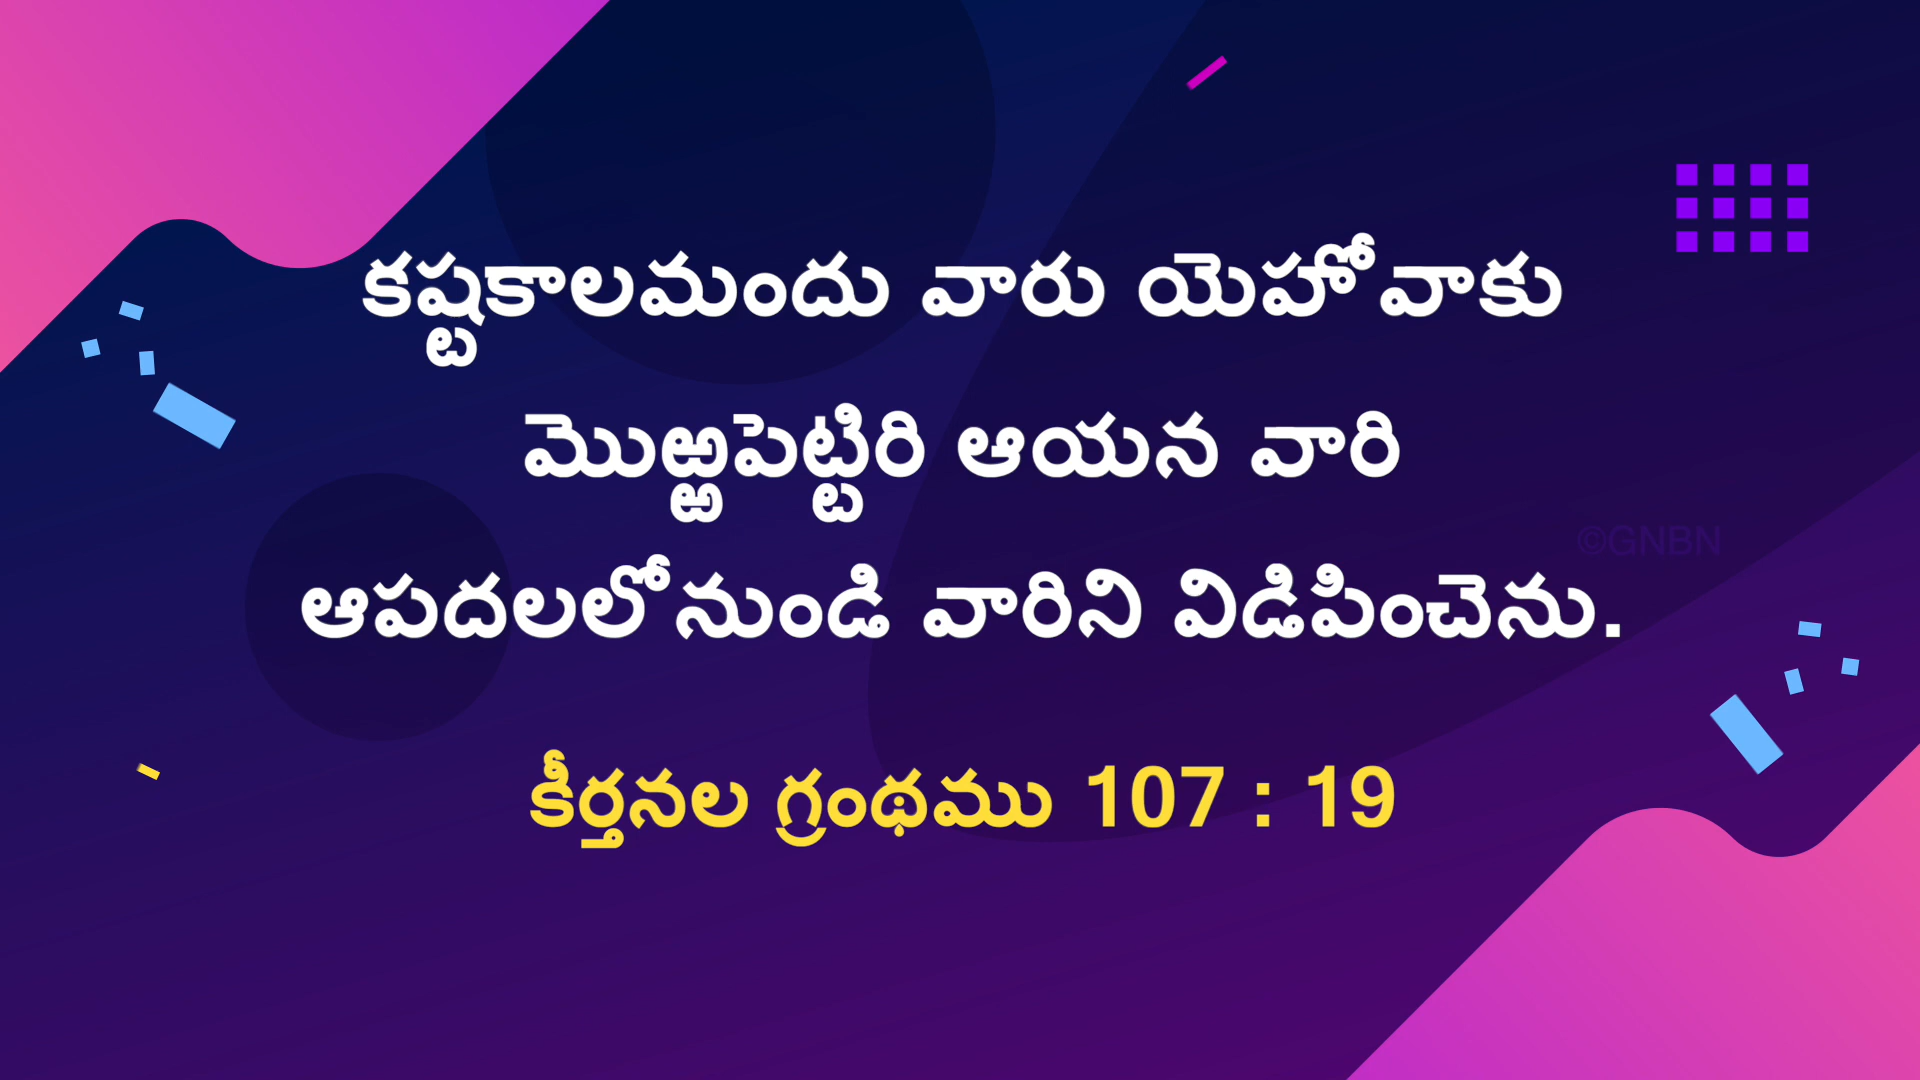 కష్టకాలమందు వారు యెహోవాకు
మొఱ్ఱపెట్టిరి ఆయన వారి
©GNBN
ఆపదలలోనుండి వారిని విడిపించెను.
కీర్తనల గ్రంథము 107 : 19